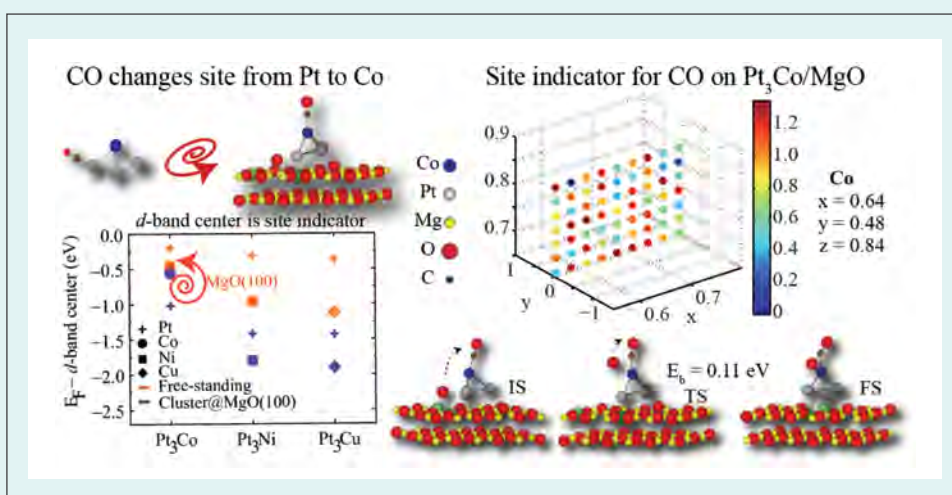 CO changes site from Pt to Co
Site indicator for CO on Pt₃Co/MgO
Co
Pt
Mg
O
C
d-band center is site indicator
E_F – d-band center (eV)
0.0
−0.5
−1.0
−1.5
−2.0
−2.5
MgO(100)
Pt
Co
Ni
Cu
Free-standing
Cluster@MgO(100)
Pt₃Co
Pt₃Ni
Pt₃Cu
0.9
0.8
0.7
1
0
−1
y
0.6
0.7
x
1.2
1.0
0.8
0.6
0.4
0.2
0
Co
x = 0.64
y = 0.48
z = 0.84
IS
E_b = 0.11 eV
TS
FS